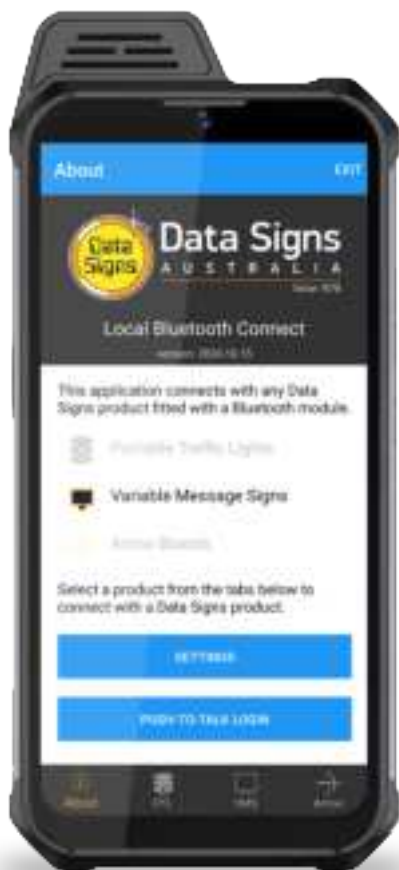 About
EXIT
Data
Signs
Data Signs
AUSTRALIA
Local Bluetooth Connect
This application connects with any Data
Signs product fitted with a Bluetooth module.
Portable Traffic Lights
Variable Message Signs
Arrow Boards
Select a product from the tabs below to
connect with a Data Signs product.
SETTINGS
PUSH TO TALK LOGIN
About